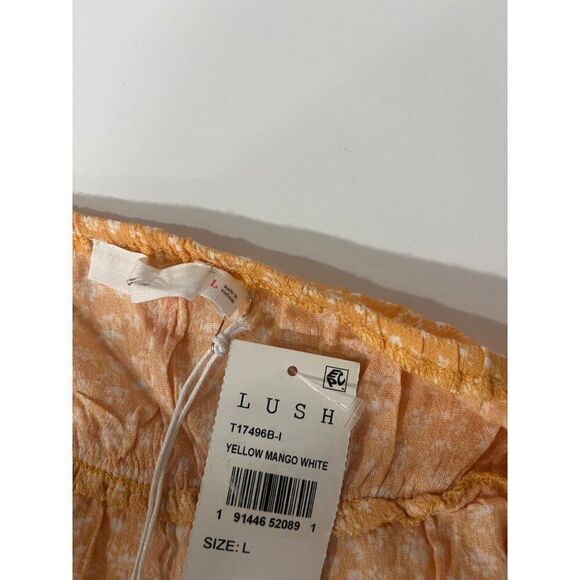 L
LUSH
T17496B-I
YELLOW MANGO WHITE
1 91446 52089 1
SIZE: L